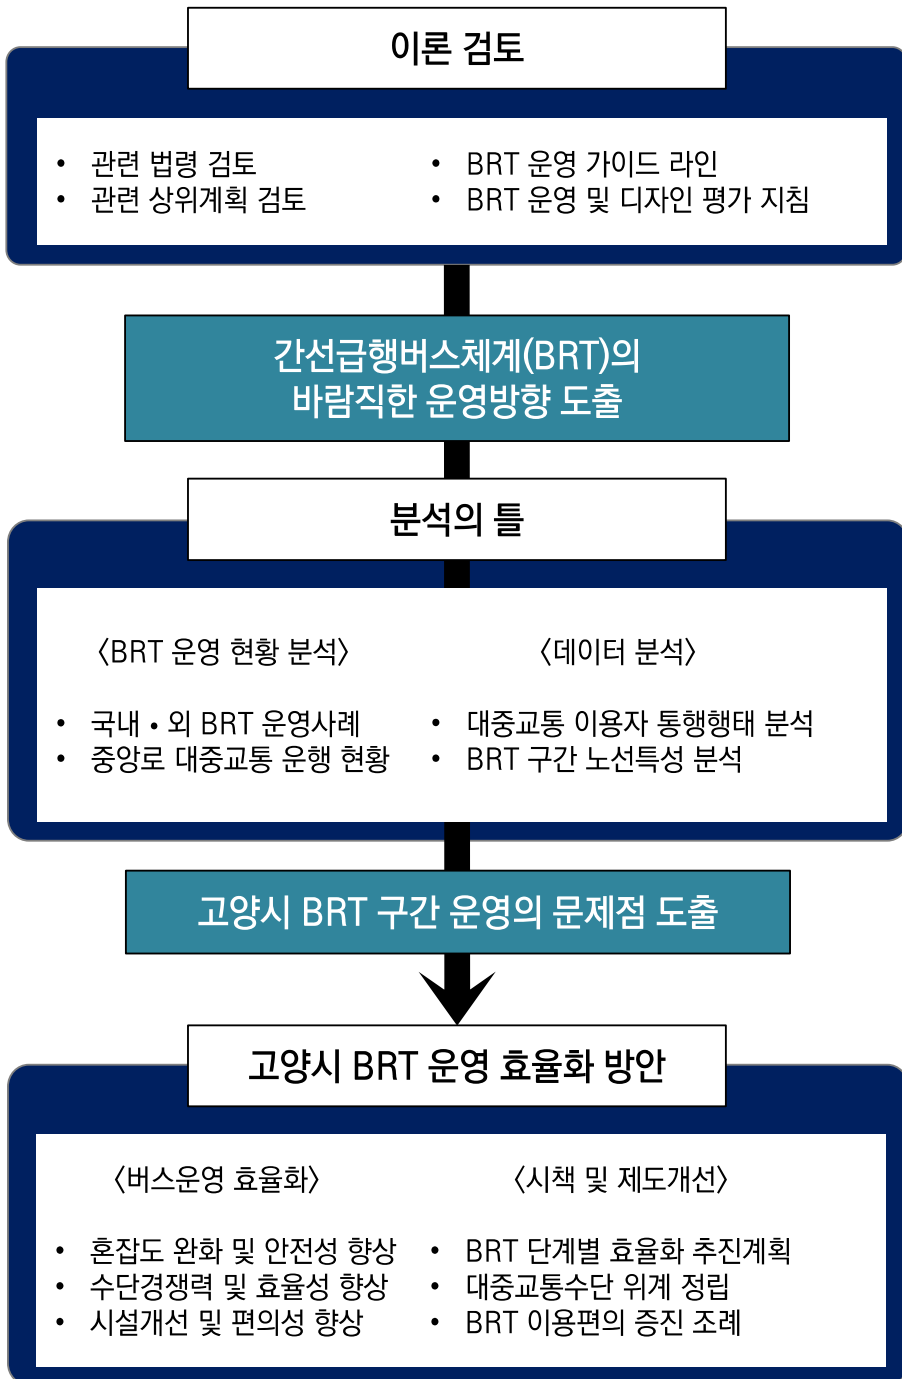 이론 검토
• 관련 법령 검토
• 관련 상위계획 검토
• BRT 운영 가이드 라인
• BRT 운영 및 디자인 평가 지침
간선급행버스체계(BRT)의
바람직한 운영방향 도출
분석의 틀
〈BRT 운영 현황 분석〉
• 국내 • 외 BRT 운영사례
• 중앙로 대중교통 운행 현황
〈데이터 분석〉
• 대중교통 이용자 통행행태 분석
• BRT 구간 노선특성 분석
고양시 BRT 구간 운영의 문제점 도출
고양시 BRT 운영 효율화 방안
〈버스운영 효율화〉
• 혼잡도 완화 및 안전성 향상
• 수단경쟁력 및 효율성 향상
• 시설개선 및 편의성 향상
〈시책 및 제도개선〉
• BRT 단계별 효율화 추진계획
• 대중교통수단 위계 정립
• BRT 이용편의 증진 조례